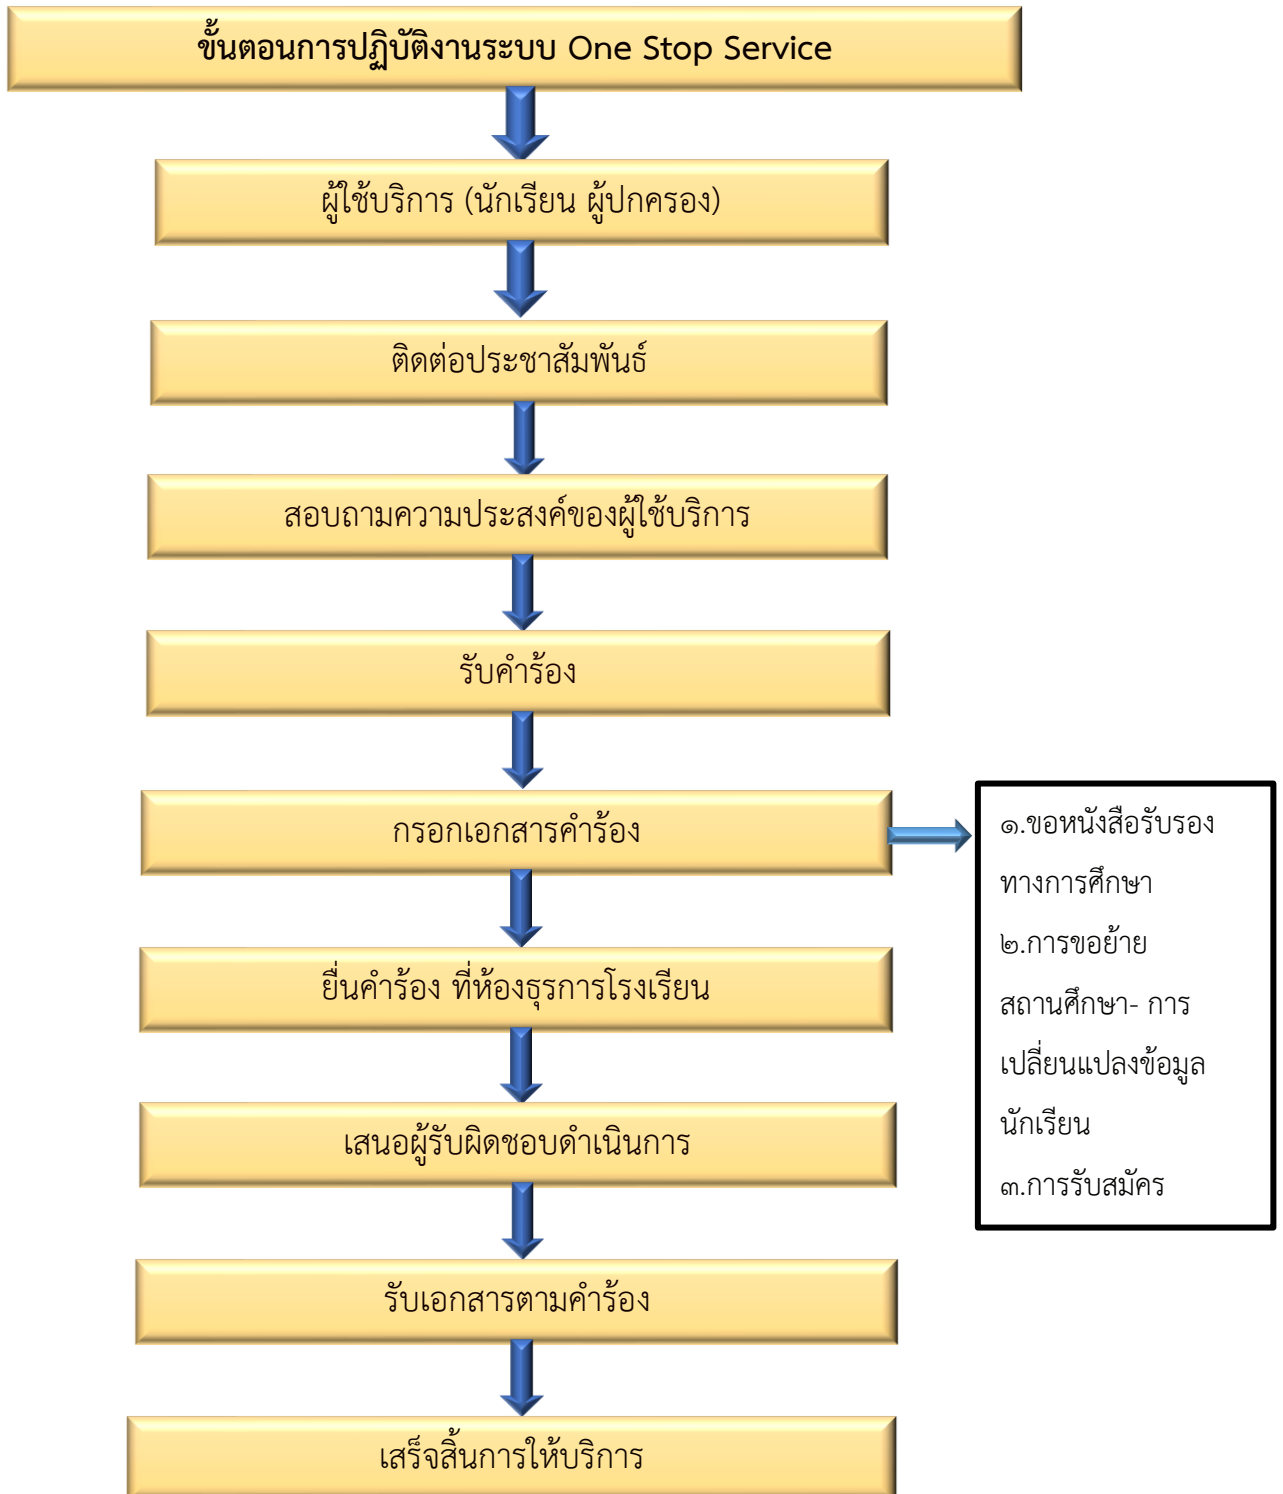 ขั้นตอนการปฏิบัติงานระบบ One Stop Service
ผู้ใช้บริการ (นักเรียน ผู้ปกครอง)
ติดต่อประชาสัมพันธ์
สอบถามความประสงค์ของผู้ใช้บริการ
รับคำร้อง
กรอกเอกสารคำร้อง
๑.ขอหนังสือรับรอง
ทางการศึกษา
๒.การขอย้าย
สถานศึกษา- การ
เปลี่ยนแปลงข้อมูล
นักเรียน
๓.การรับสมัคร
ยื่นคำร้อง ที่ห้องธุรการโรงเรียน
เสนอผู้รับผิดชอบดำเนินการ
รับเอกสารตามคำร้อง
เสร็จสิ้นการให้บริการ